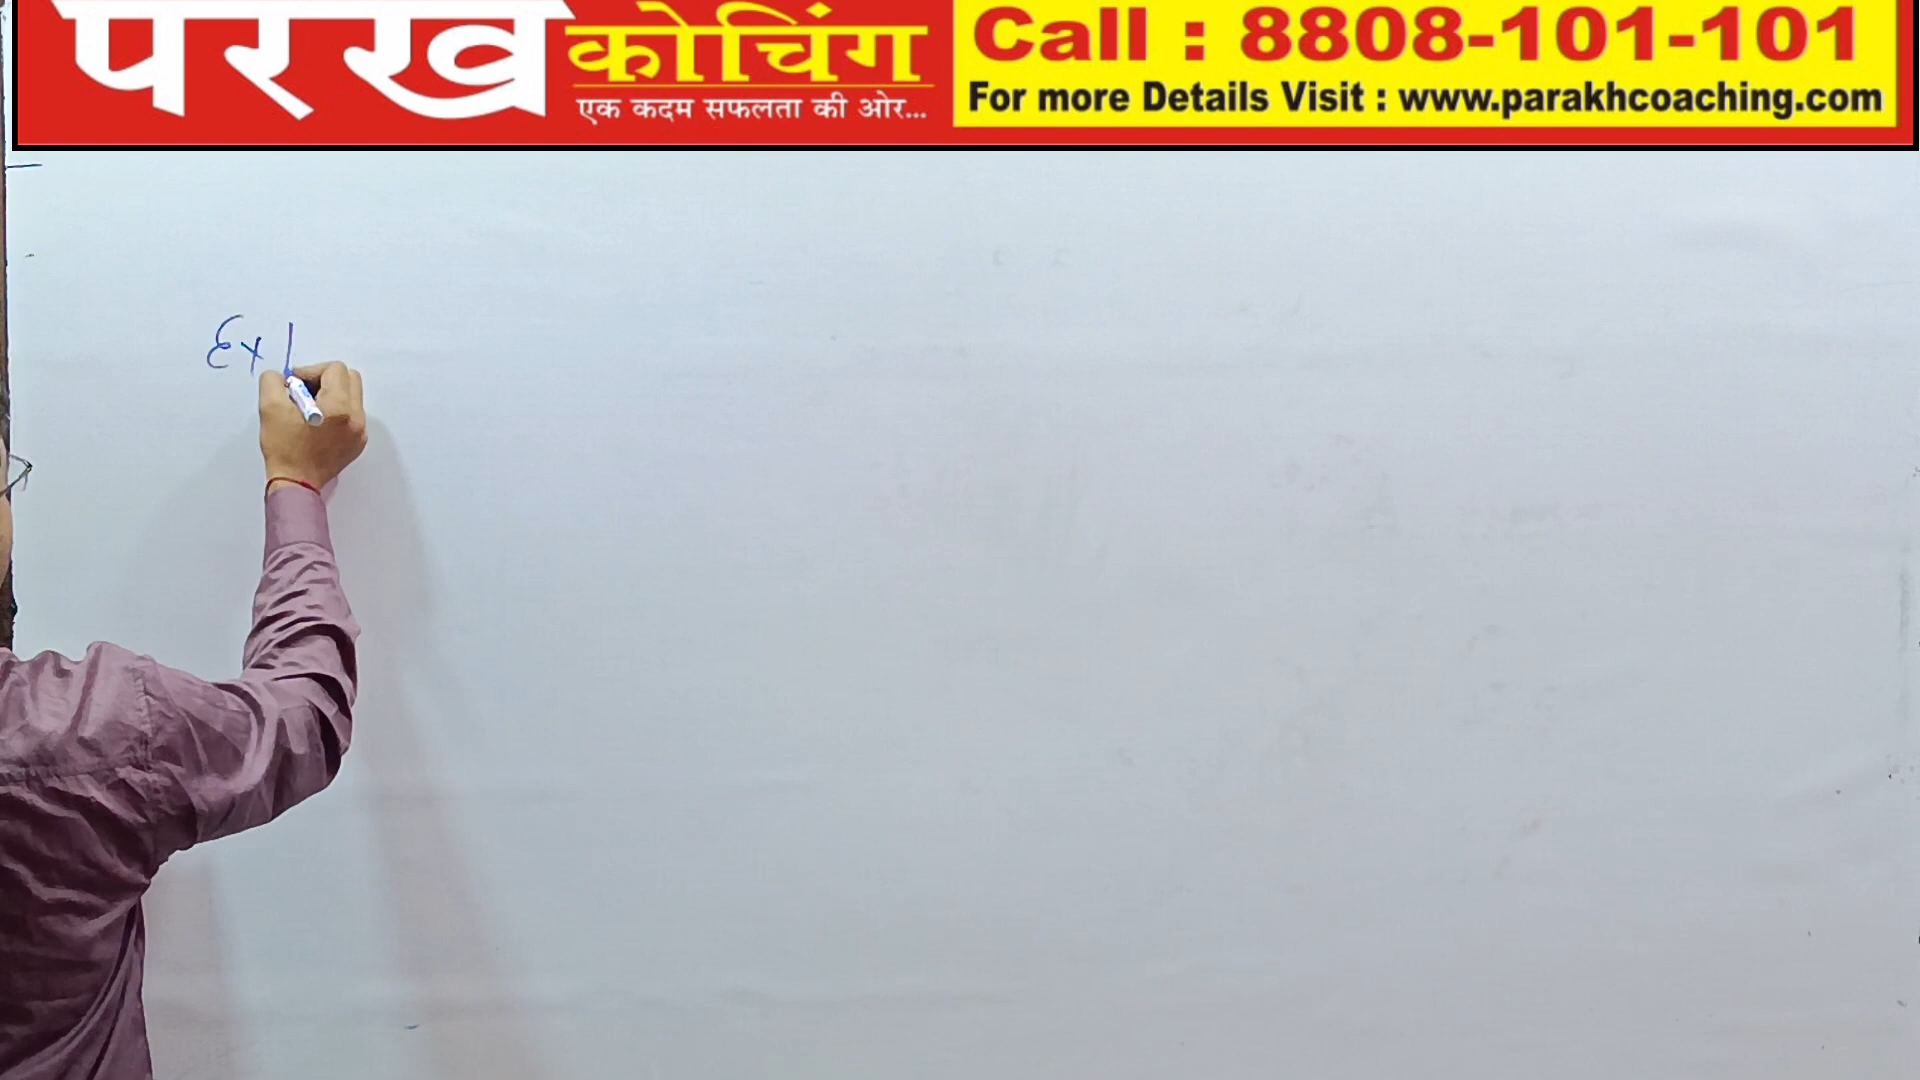 परख कोचिंग
एक कदम सफलता की ओर...
Call : 8808-101-101
For more Details Visit : www.parakhcoaching.com
Ex 1